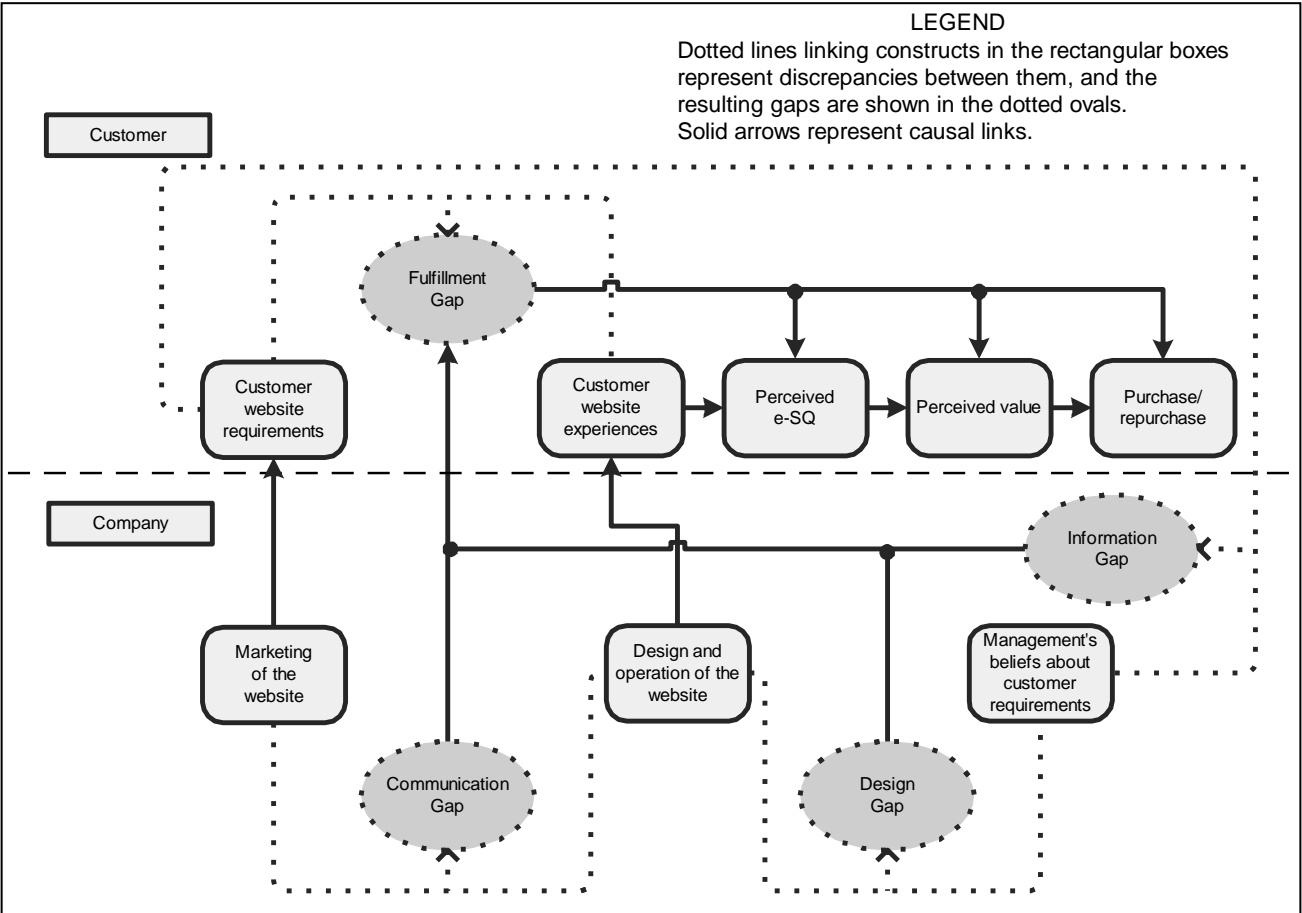 LEGEND
Dotted lines linking constructs in the rectangular boxes
represent discrepancies between them, and the
resulting gaps are shown in the dotted ovals.
Solid arrows represent causal links.
Customer
Fulfillment
Gap
Customer
website
requirements
Customer
website
experiences
Perceived
e-SQ
Perceived value
Purchase/
repurchase
Company
Information
Gap
Marketing
of the
website
Design and
operation of the
website
Management's
beliefs about
customer
requirements
Communication
Gap
Design
Gap